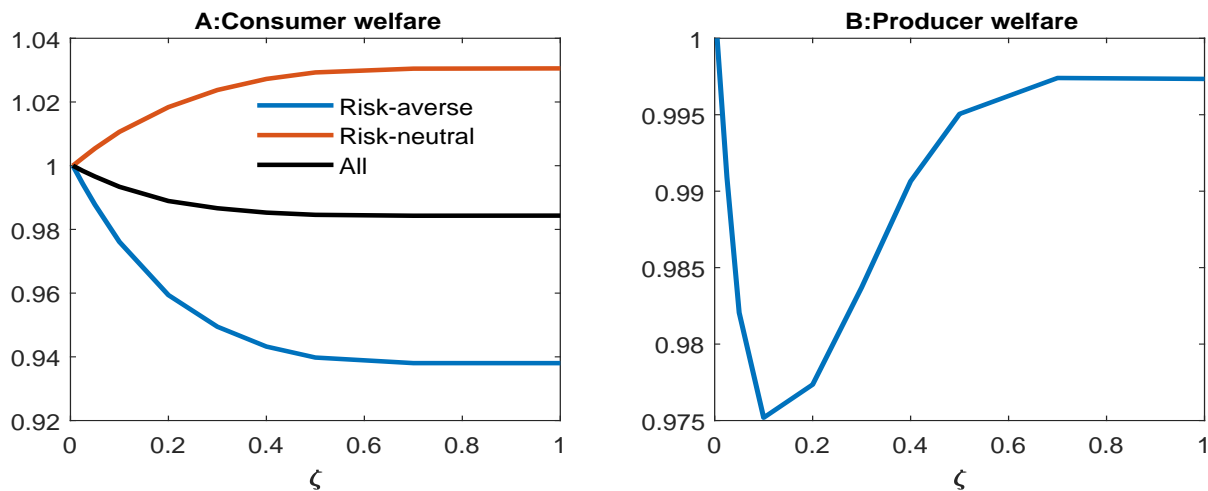 A:Consumer welfare
1.04
1.02
1
0.98
0.96
0.94
0.92
0 0.2 0.4 0.6 0.8 1
ζ
Risk-averse
Risk-neutral
All
B:Producer welfare
1
0.995
0.99
0.985
0.98
0.975
0 0.2 0.4 0.6 0.8 1
ζ